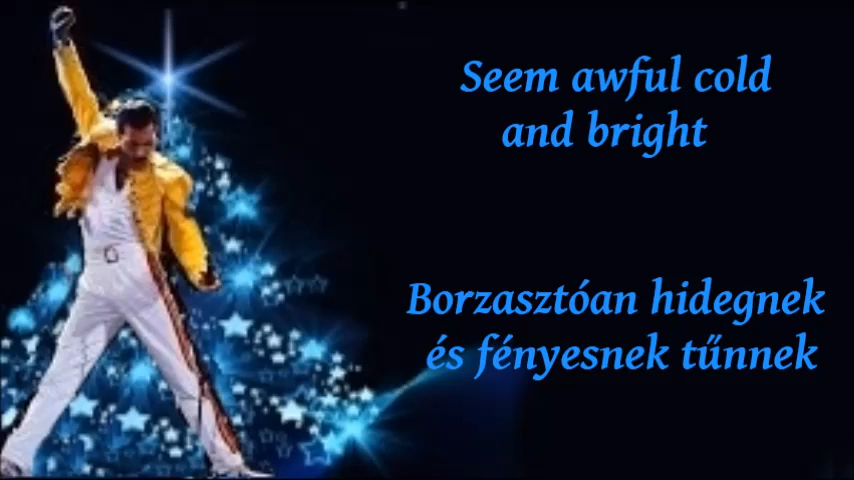 Seem awful cold
and bright
Borzasztóan hidegnek
és fényesnek tűnnek